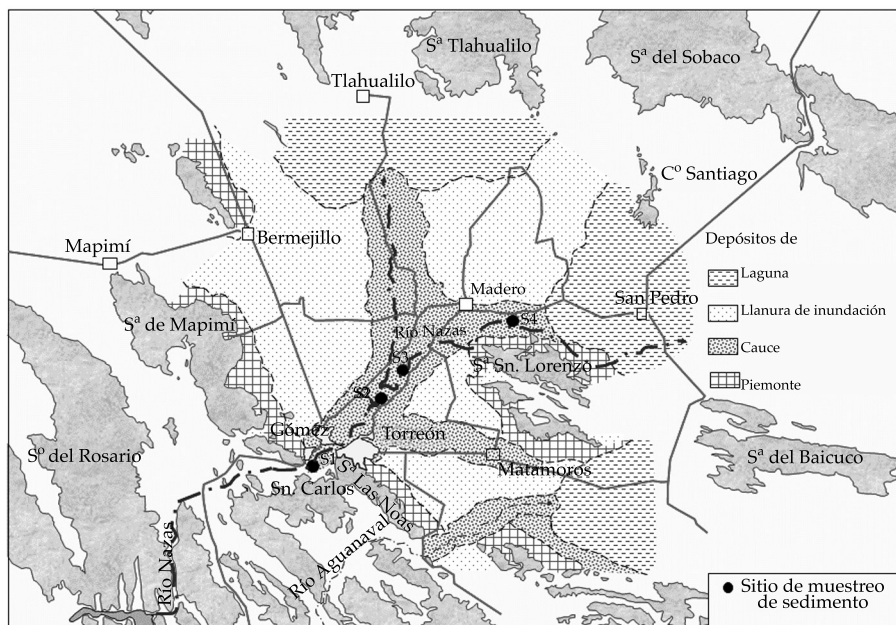 Sª Tlahualilo
Sª del Sobaco
Tlahualilo
Cº Santiago
Mapimí
Bermejillo
Depósitos de
Laguna
Llanura de inundación
Cauce
Piemonte
Madero
San Pedro
Sª de Mapimí
Río Nazas
S4
S3
Sª Sn. Lorenzo
S2
Gómez
Torreón
Sº del Rosario
S1
Matamoros
Sª del Baicuco
Sn. Carlos
Sª Las Noas
Río Aguanaval
Río Nazas
Sitio de muestreo
de sedimento